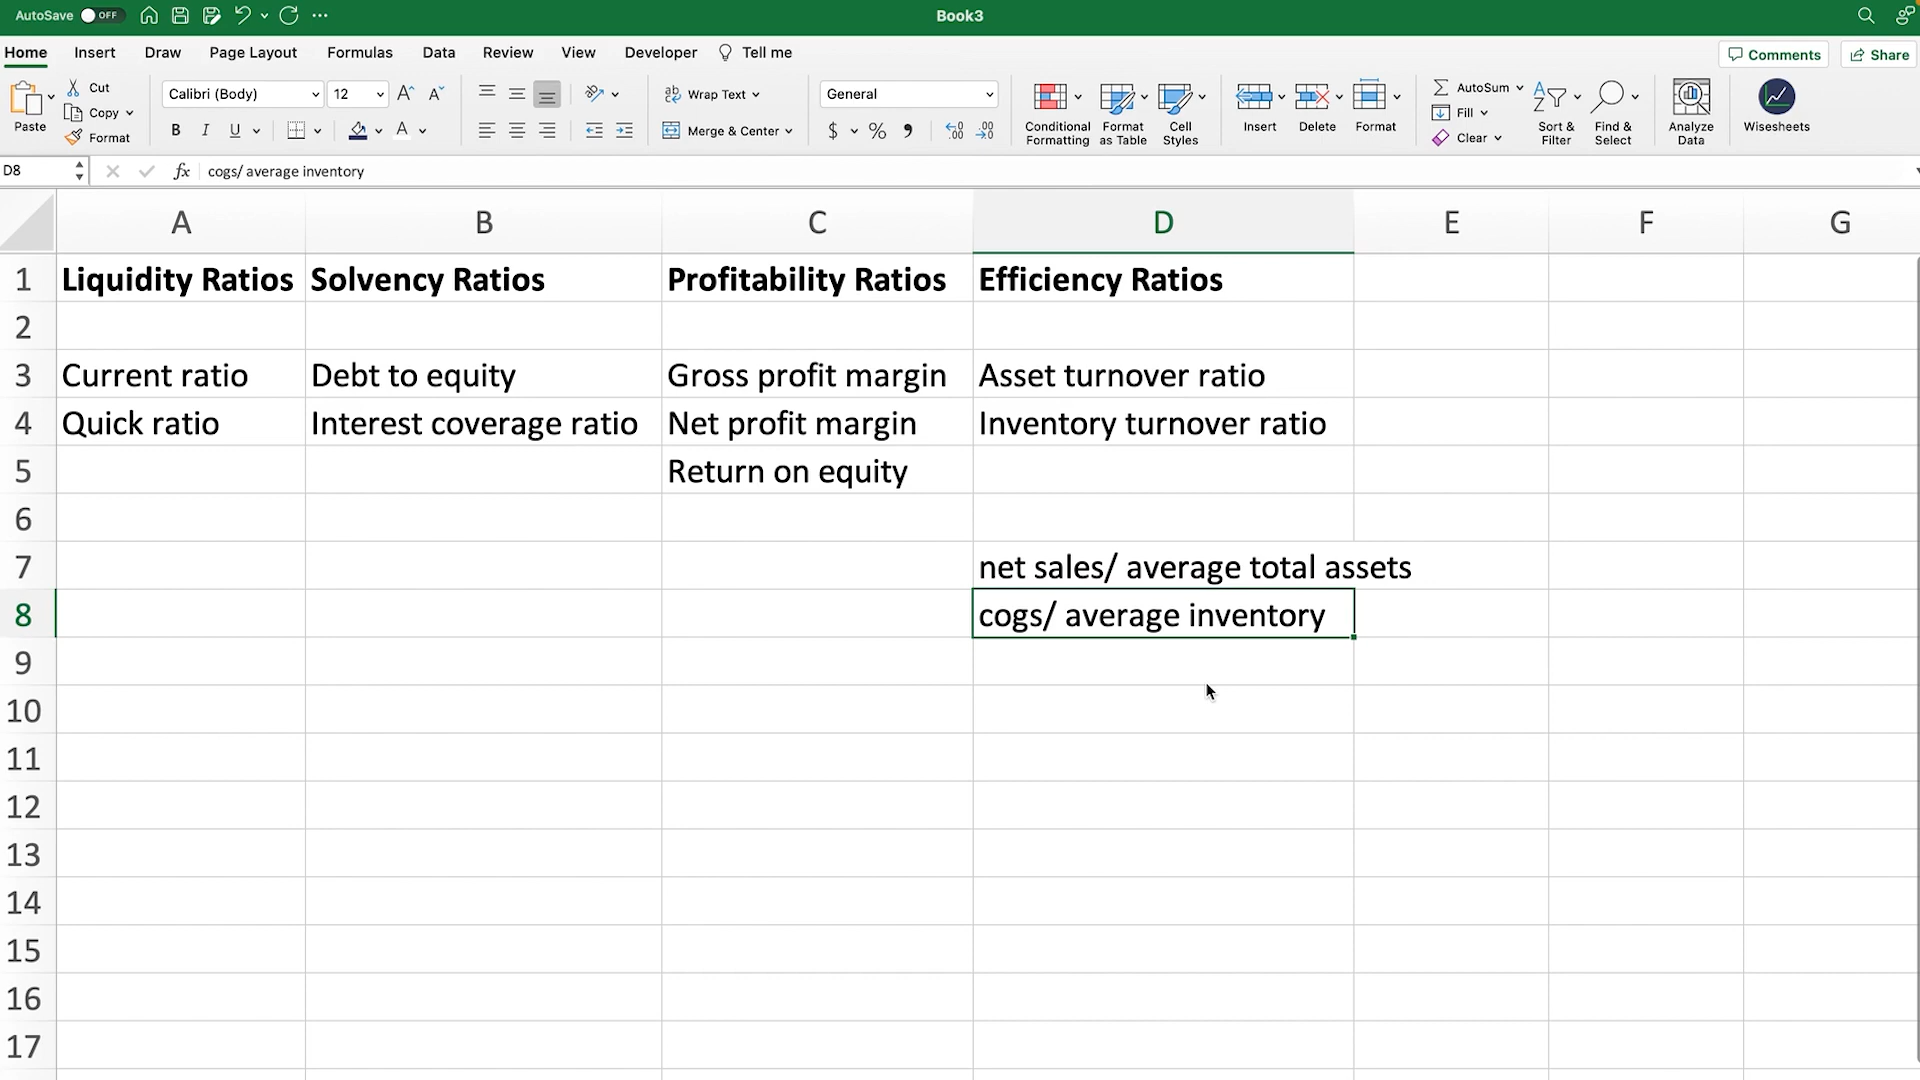 AutoSave OFF Book3
Home Insert Draw Page Layout Formulas Data Review View Developer Tell me Comments Share
Paste Cut Copy Format
Calibri (Body) 12
B I U A
Wrap Text
Merge & Center
General
$ %
Conditional Formatting
Format as Table
Cell Styles
Insert Delete Format
AutoSum
Fill
Clear
Sort & Filter
Find & Select
Analyze Data
Wisesheets
D8 fx cogs/ average inventory
A B C D E F G
1 Liquidity Ratios Solvency Ratios Profitability Ratios Efficiency Ratios
2
3 Current ratio Debt to equity Gross profit margin Asset turnover ratio
4 Quick ratio Interest coverage ratio Net profit margin Inventory turnover ratio
5 Return on equity
6
7 net sales/ average total assets
8 cogs/ average inventory
9
10
11
12
13
14
15
16
17